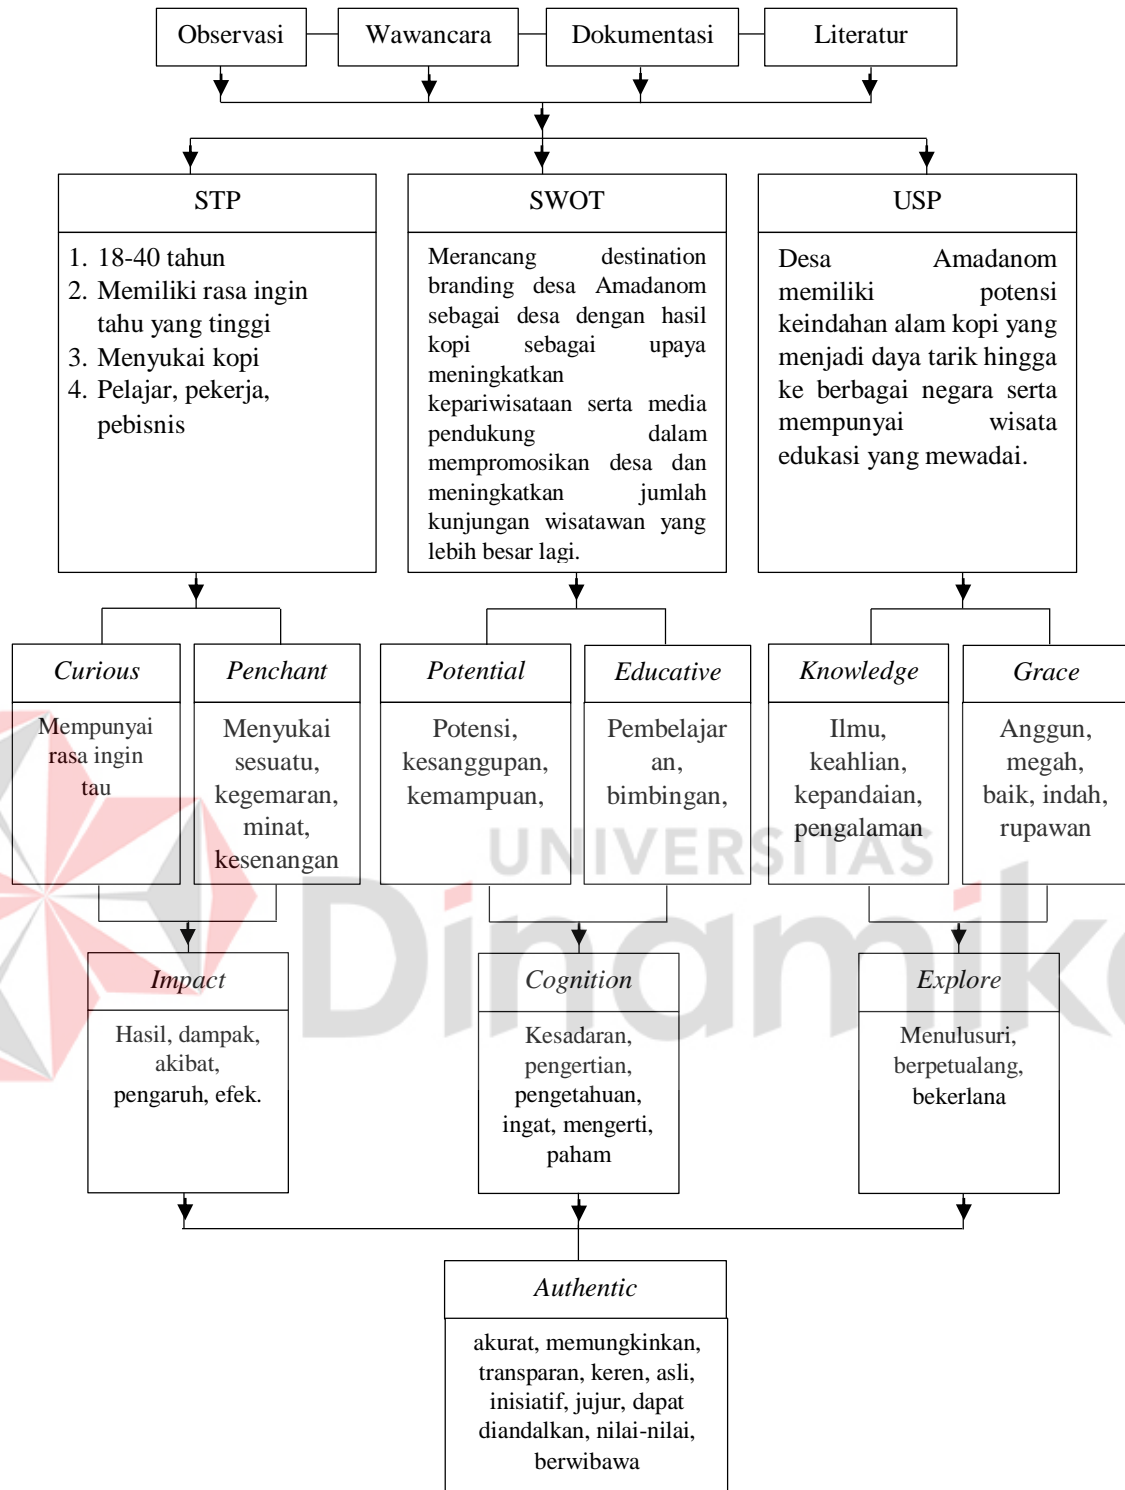 Observasi
Wawancara
Dokumentasi
Literatur
STP
1. 18-40 tahun
2. Memiliki rasa ingin
tahu yang tinggi
3. Menyukai kopi
4. Pelajar, pekerja,
pebisnis
SWOT
Merancang destination
branding desa Amadanom
sebagai desa dengan hasil
kopi sebagai upaya
meningkatkan
kepariwisataan serta media
pendukung dalam
mempromosikan desa dan
meningkatkan jumlah
kunjungan wisatawan yang
lebih besar lagi.
USP
Desa Amadanom
memiliki potensi
keindahan alam kopi yang
menjadi daya tarik hingga
ke berbagai negara serta
mempunyai wisata
edukasi yang mewadai.
Curious
Mempunyai
rasa ingin
tau
Penchant
Menyukai
sesuatu,
kegemaran,
minat,
kesenangan
Potential
Potensi,
kesanggupan,
kemampuan,
Educative
Pembelajar
an,
bimbingan,
Knowledge
Ilmu,
keahlian,
kepandaian,
pengalaman
Grace
Anggun,
megah,
baik, indah,
rupawan
UNIVERSITAS
Dinamika
Impact
Hasil, dampak,
akibat,
pengaruh, efek.
Cognition
Kesadaran,
pengertian,
pengetahuan,
ingat, mengerti,
paham
Explore
Menulusuri,
berpetualang,
bekerlana
Authentic
akurat, memungkinkan,
transparan, keren, asli,
inisiatif, jujur, dapat
diandalkan, nilai-nilai,
berwibawa